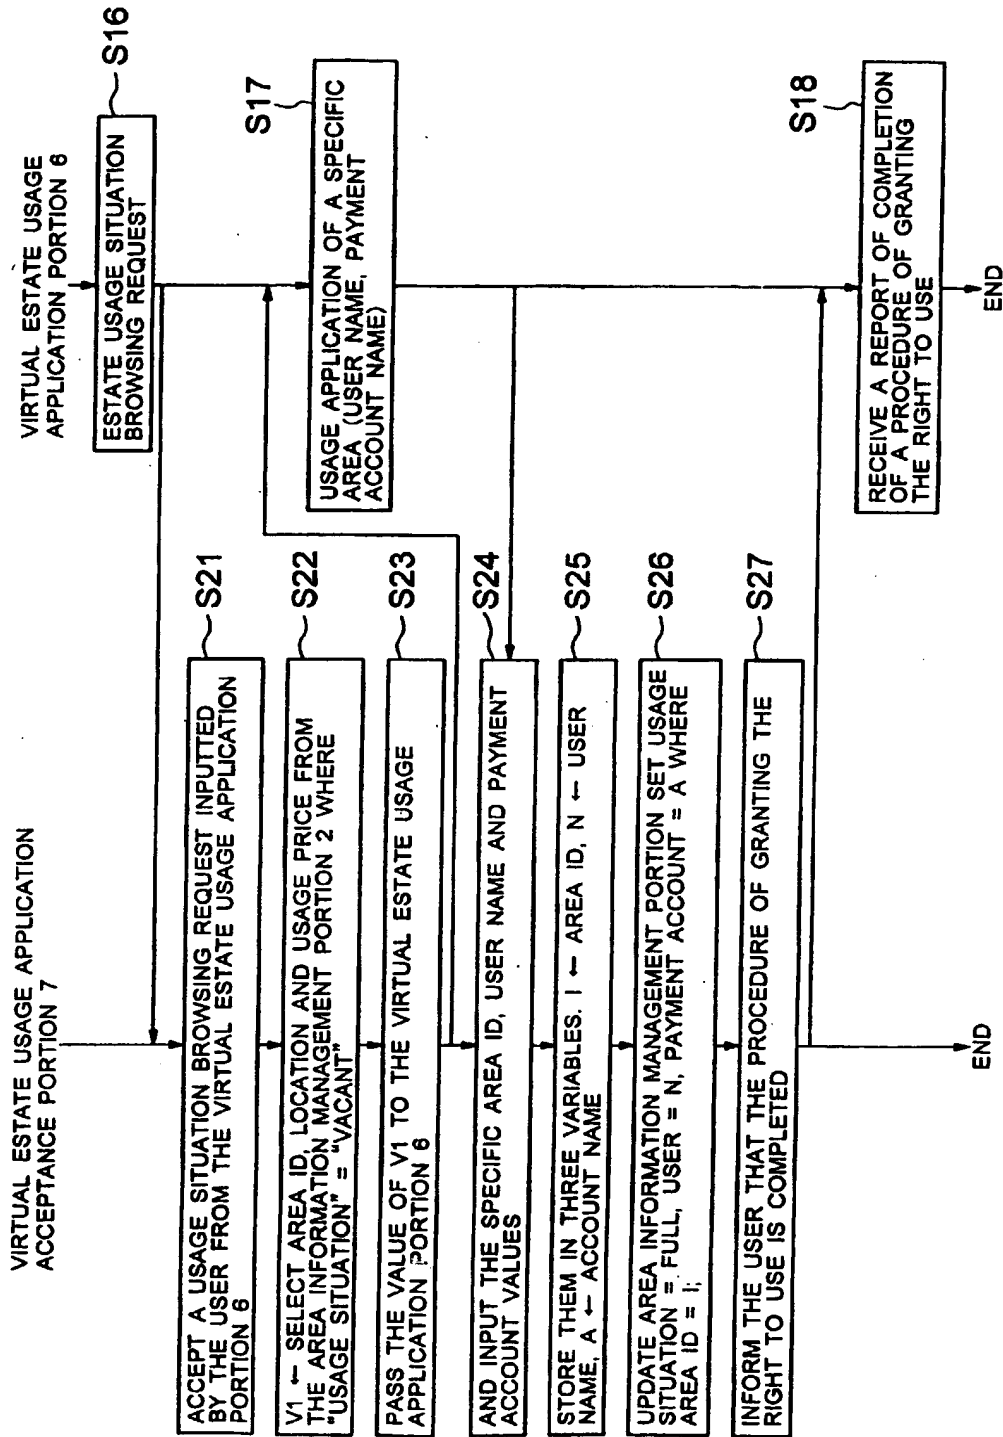 VIRTUAL ESTATE USAGE APPLICATION
ACCEPTANCE PORTION 7
ACCEPT A USAGE SITUATION BROWSING REQUEST INPUTTED
BY THE USER FROM THE VIRTUAL ESTATE USAGE APPLICATION
PORTION 6
S21
V1 ← SELECT AREA ID, LOCATION AND USAGE PRICE FROM
THE AREA INFORMATION MANAGEMENT PORTION 2 WHERE
"USAGE SITUATION" = "VACANT"
S22
PASS THE VALUE OF V1 TO THE VIRTUAL ESTATE USAGE
APPLICATION PORTION 6
S23
AND INPUT THE SPECIFIC AREA ID, USER NAME AND PAYMENT
ACCOUNT VALUES
S24
STORE THEM IN THREE VARIABLES. I ← AREA ID, N ← USER
NAME, A ← ACCOUNT NAME
S25
UPDATE AREA INFORMATION MANAGEMENT PORTION SET USAGE
SITUATION = FULL, USER = N, PAYMENT ACCOUNT = A WHERE
AREA ID = I;
S26
INFORM THE USER THAT THE PROCEDURE OF GRANTING THE
RIGHT TO USE IS COMPLETED
S27
END
VIRTUAL ESTATE USAGE
APPLICATION PORTION 6
ESTATE USAGE SITUATION
BROWSING REQUEST
S16
USAGE APPLICATION OF A SPECIFIC
AREA (USER NAME, PAYMENT
ACCOUNT NAME)
S17
RECEIVE A REPORT OF COMPLETION
OF A PROCEDURE OF GRANTING
THE RIGHT TO USE
S18
END